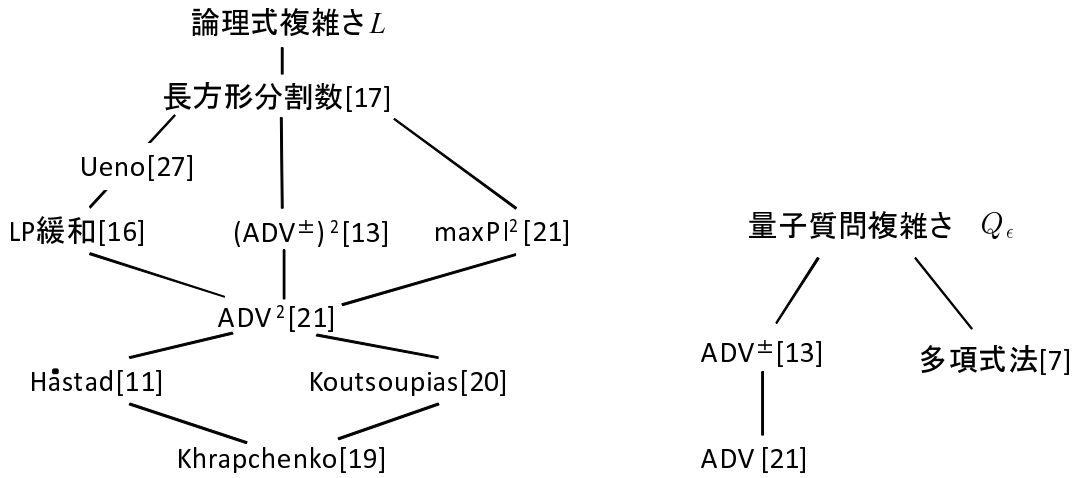 論理式複雑さL
長方形分割数[17]
Ueno[27]
LP緩和[16]
(ADV±)²[13]
maxPI²[21]
ADV²[21]
Håstad[11]
Koutsoupias[20]
Khrapchenko[19]
量子質問複雑さ Qϵ
ADV±[13]
多項式法[7]
ADV[21]